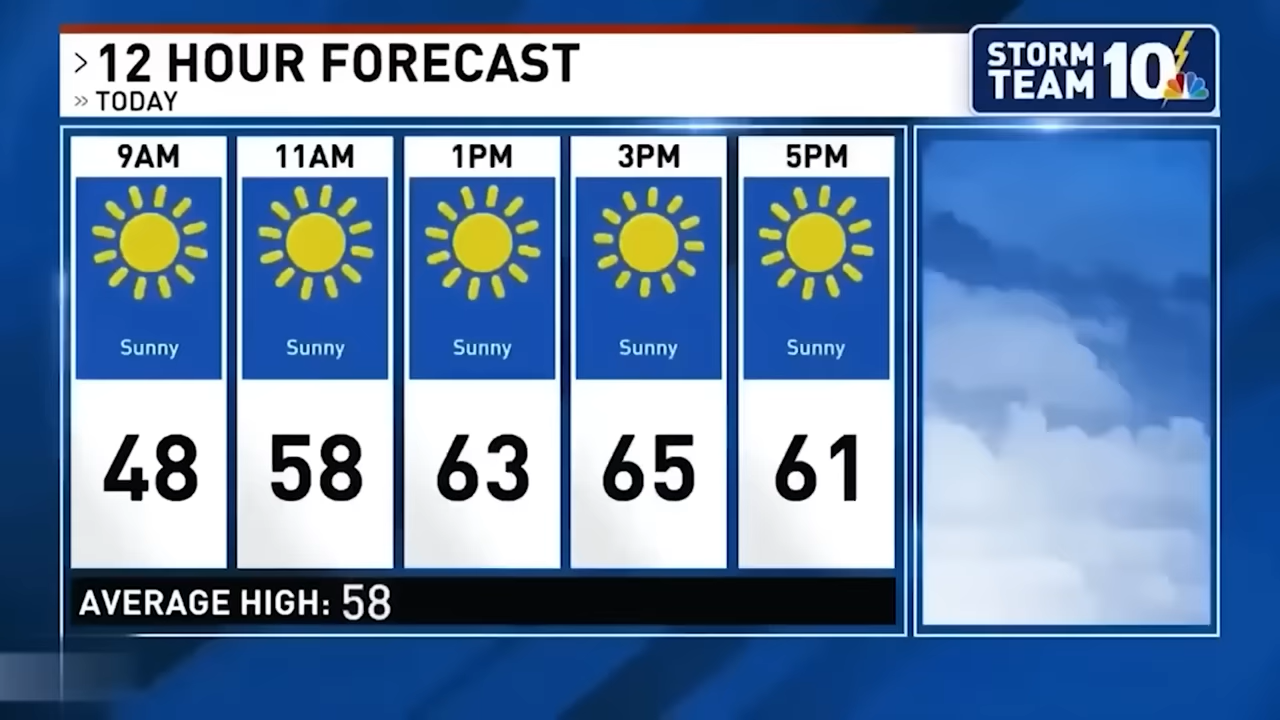 > 12 HOUR FORECAST
» TODAY
STORM
TEAM 10
9AM
Sunny
48
11AM
Sunny
58
1PM
Sunny
63
3PM
Sunny
65
5PM
Sunny
61
AVERAGE HIGH: 58